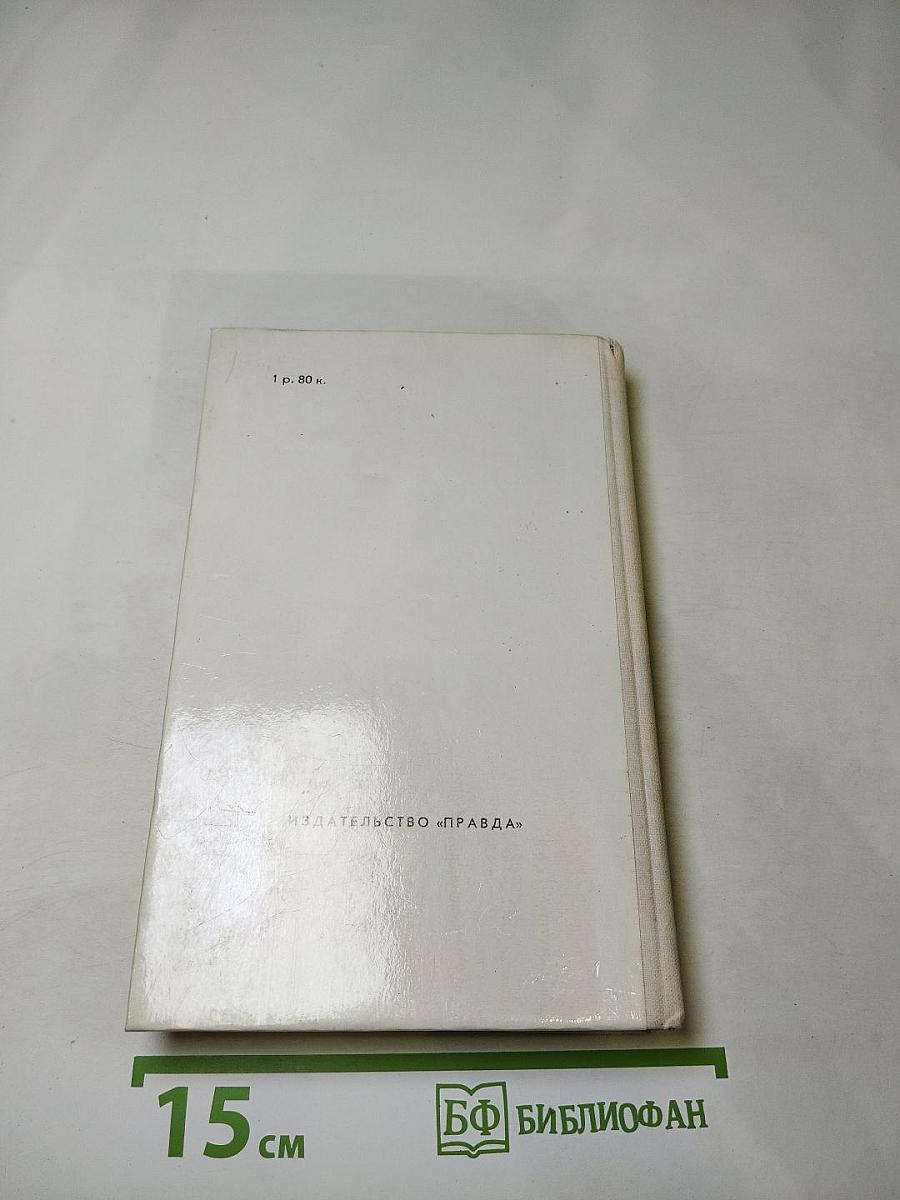 1 р. 80 к.
ИЗДАТЕЛЬСТВО «ПРАВДА»
15 см
БФ БИБЛИОФАН